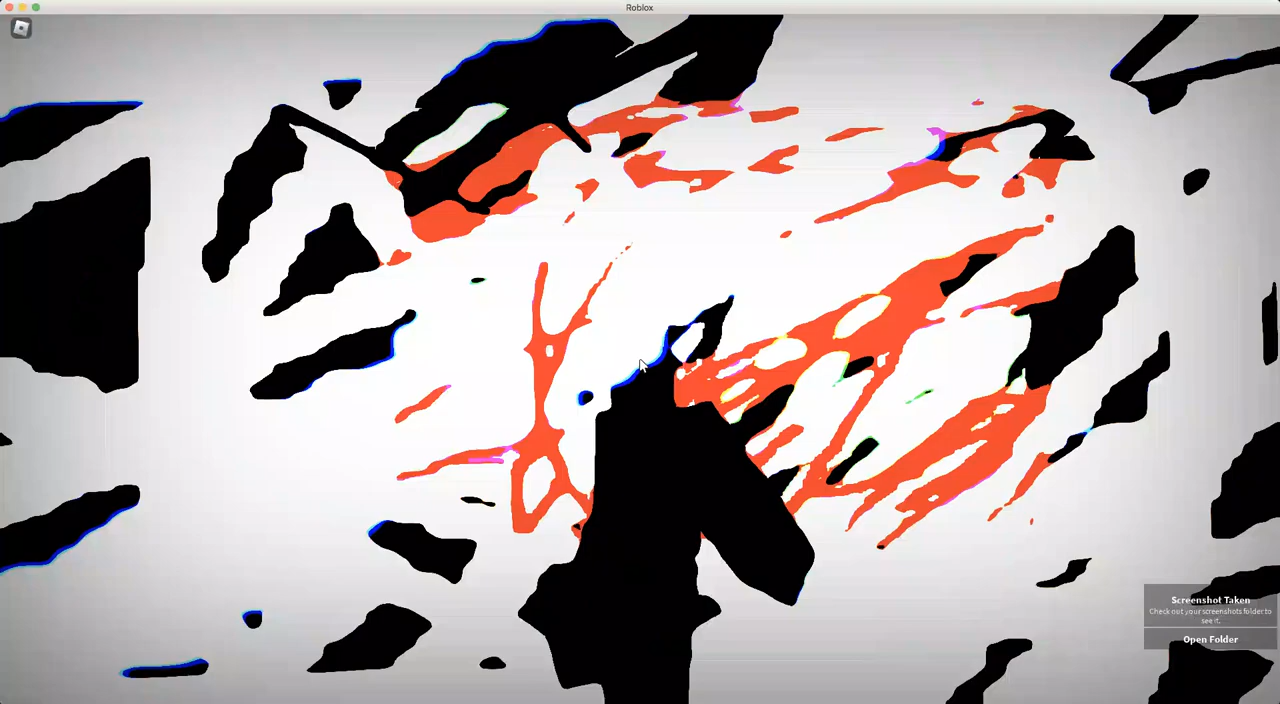 Roblox
Screenshot Taken
Check out your screenshots folder to
see it.
Open Folder